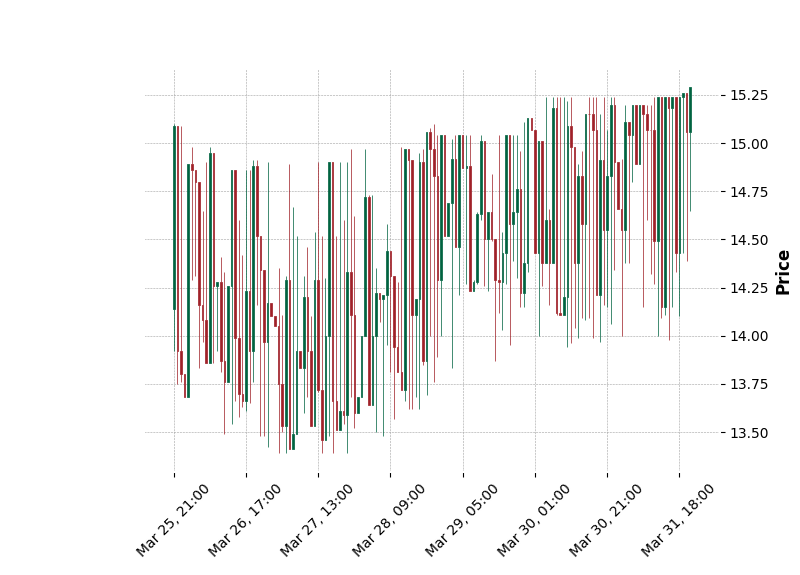 15.25
15.00
14.75
14.50
14.25
14.00
13.75
13.50
Price
Mar 25, 21:00
Mar 26, 17:00
Mar 27, 13:00
Mar 28, 09:00
Mar 29, 05:00
Mar 30, 01:00
Mar 30, 21:00
Mar 31, 18:00